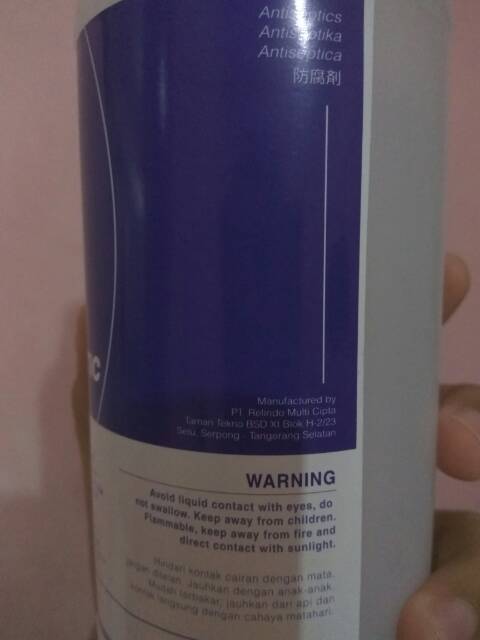 Antiseptics
Antiseptika
Antiseptica
防腐剤
Manufactured by
PT. Retindo Multi Cipta
Taman Tekno BSD XI Blok H-2/23
Setu, Serpong - Tangerang Selatan
WARNING
Avoid liquid contact with eyes, do
not swallow. Keep away from children.
Flammable, keep away from fire and
direct contact with sunlight.
Hindari kontak cairan dengan mata,
jangan ditelan. Jauhkan dengan anak-anak.
Mudah terbakar, jauhkan dari api dan
kontak langsung dengan cahaya matahari.